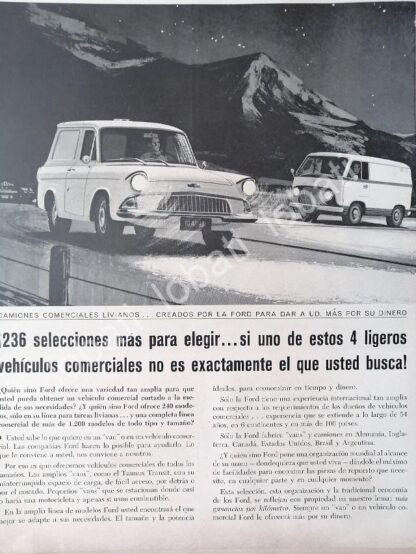 CAMIONES COMERCIALES LIVIANOS... CREADOS POR LA FORD PARA DAR A UD. MÁS POR SU DINERO
¡236 selecciones más para elegir...si uno de estos 4 ligeros
vehículos comerciales no es exactamente el que usted busca!
¿Quién sino Ford ofrece una variedad tan amplia para que
usted pueda obtener un vehículo comercial cortado a la me-
dida de sus necesidades? ¿Y quién sino Ford ofrece 240 mode-
los, sólo en su línea para tareas livianas... y una completa línea
comercial de más de 1.200 modelos de todo tipo y tamaño?
Usted sabe lo que quiere en un "van" o en un vehículo comer-
cial. Las compañías Ford hacen lo posible para ayudarlo. Lo
que le conviene a usted, nos conviene a nosotros.
Por eso es que ofrecemos vehículos comerciales de todos los
tamaños. Los amplios "vans", como el Taunus Transit, con su
ininterrumpido espacio de carga, de fácil acceso, por detrás o
por el costado. Pequeños "vans" que se estacionan donde casi
no lo haría una motocicleta y apenas si usan combustible.
En la amplia línea de modelos Ford usted encontrará el que
mejor se adapte a sus necesidades. El tamaño y la potencia
ideales, para economizar en tiempo y dinero.
Sólo la Ford tiene una experiencia internacional tan amplia
con respecto a los requerimientos de los dueños de vehículos
comerciales... experiencia que se extiende a lo largo de 54
años, en 6 continentes y en más de 100 países.
Sólo la Ford fabrica "vans" y camiones en Alemania, Ingla-
terra, Canadá, Estados Unidos, Brasil y Argentina.
¿Y quién sino Ford pone una organización mundial al alcance
de su mano — dondequiera que usted viva — dándole el máximo
de facilidades para encontrar las piezas de repuesto que nece-
site, en cualquier parte y en cualquier momento?
Esta selección, esta organización y la tradicional economía
de los Ford, se reflejan con propiedad en nuestro lema: más
ganancias por kilómetro. Siempre un "van" o un vehículo co-
mercial Ford le ofrecerá más por su dinero.